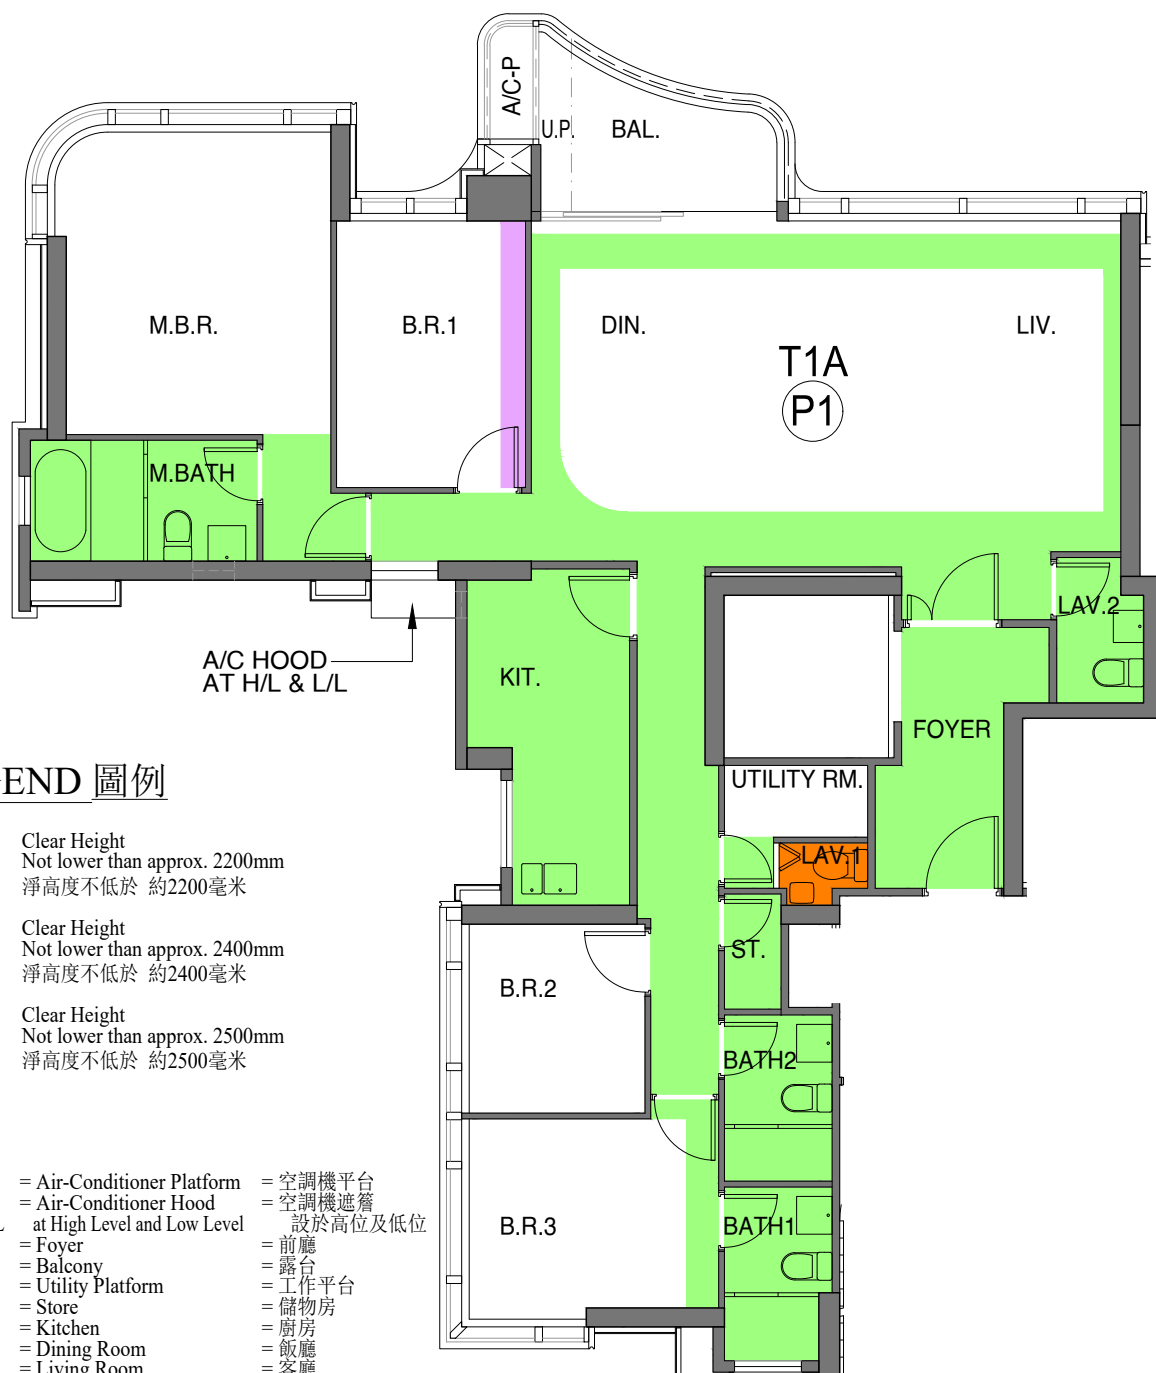 A/C-P
U.P.
BAL.
M.B.R.
B.R.1
DIN.
LIV.
T1A
P1
M.BATH
LAV.2
A/C HOOD
AT H/L & L/L
KIT.
FOYER
UTILITY RM.
LAV.1
ST.
B.R.2
BATH2
B.R.3
BATH1
END 圖例
Clear Height
Not lower than approx. 2200mm
淨高度不低於 約2200毫米
Clear Height
Not lower than approx. 2400mm
淨高度不低於 約2400毫米
Clear Height
Not lower than approx. 2500mm
淨高度不低於 約2500毫米
= Air-Conditioner Platform = 空調機平台
= Air-Conditioner Hood = 空調機遮簷
at High Level and Low Level 設於高位及低位
= Foyer = 前廳
= Balcony = 露台
= Utility Platform = 工作平台
= Store = 儲物房
= Kitchen = 廚房
= Dining Room = 飯廳
= Living Room = 客廳